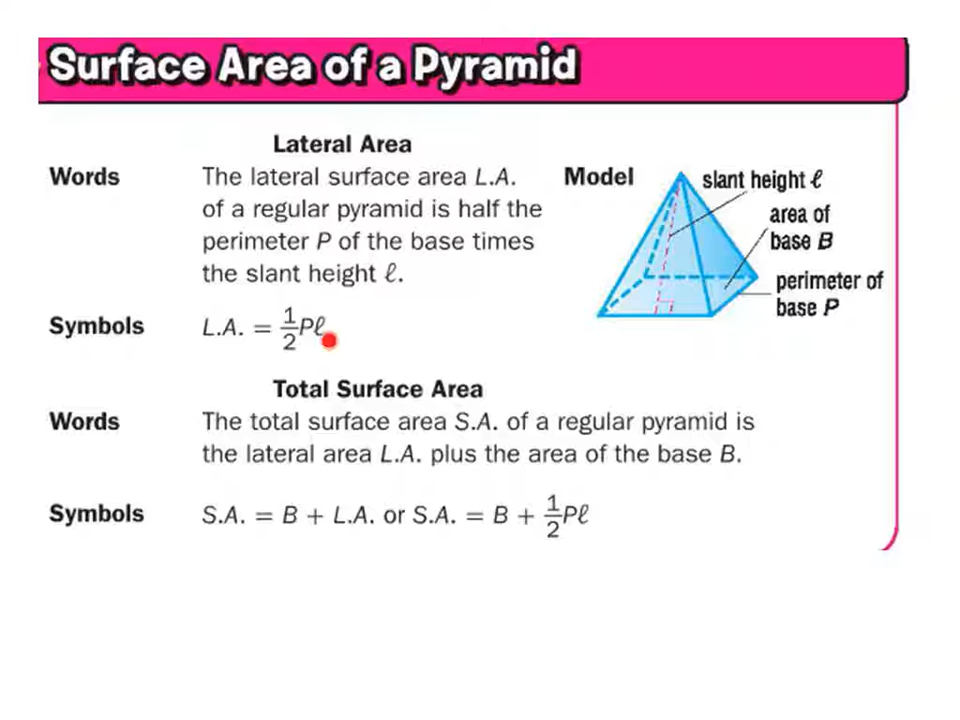 Surface Area of a Pyramid
Lateral Area
Words The lateral surface area L.A.
of a regular pyramid is half the
perimeter P of the base times
the slant height ℓ.
Model
slant height ℓ
area of
base B
perimeter of
base P
Symbols L.A. = 1/2 Pℓ
Total Surface Area
Words The total surface area S.A. of a regular pyramid is
the lateral area L.A. plus the area of the base B.
Symbols S.A. = B + L.A. or S.A. = B + 1/2 Pℓ